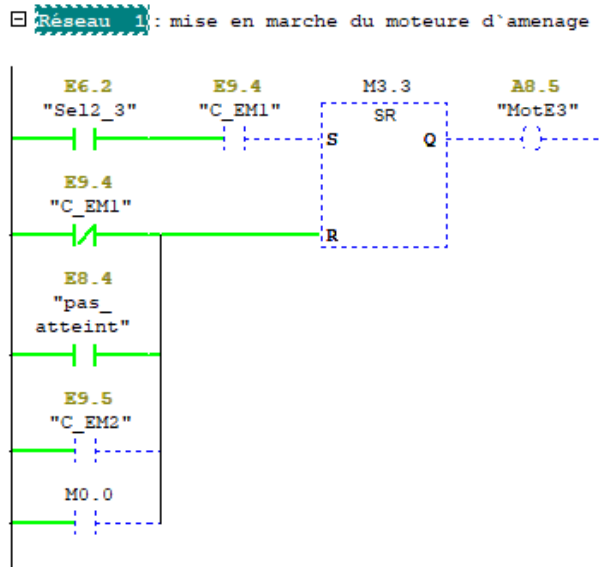 Réseau 1: mise en marche du moteure d`amenage
E6.2 E9.4 M3.3 A8.5
"Sel2_3" "C_EM1" SR "MotE3"
S Q
E9.4
"C_EM1"
R
E8.4
"pas_
atteint"
E9.5
"C_EM2"
M0.0